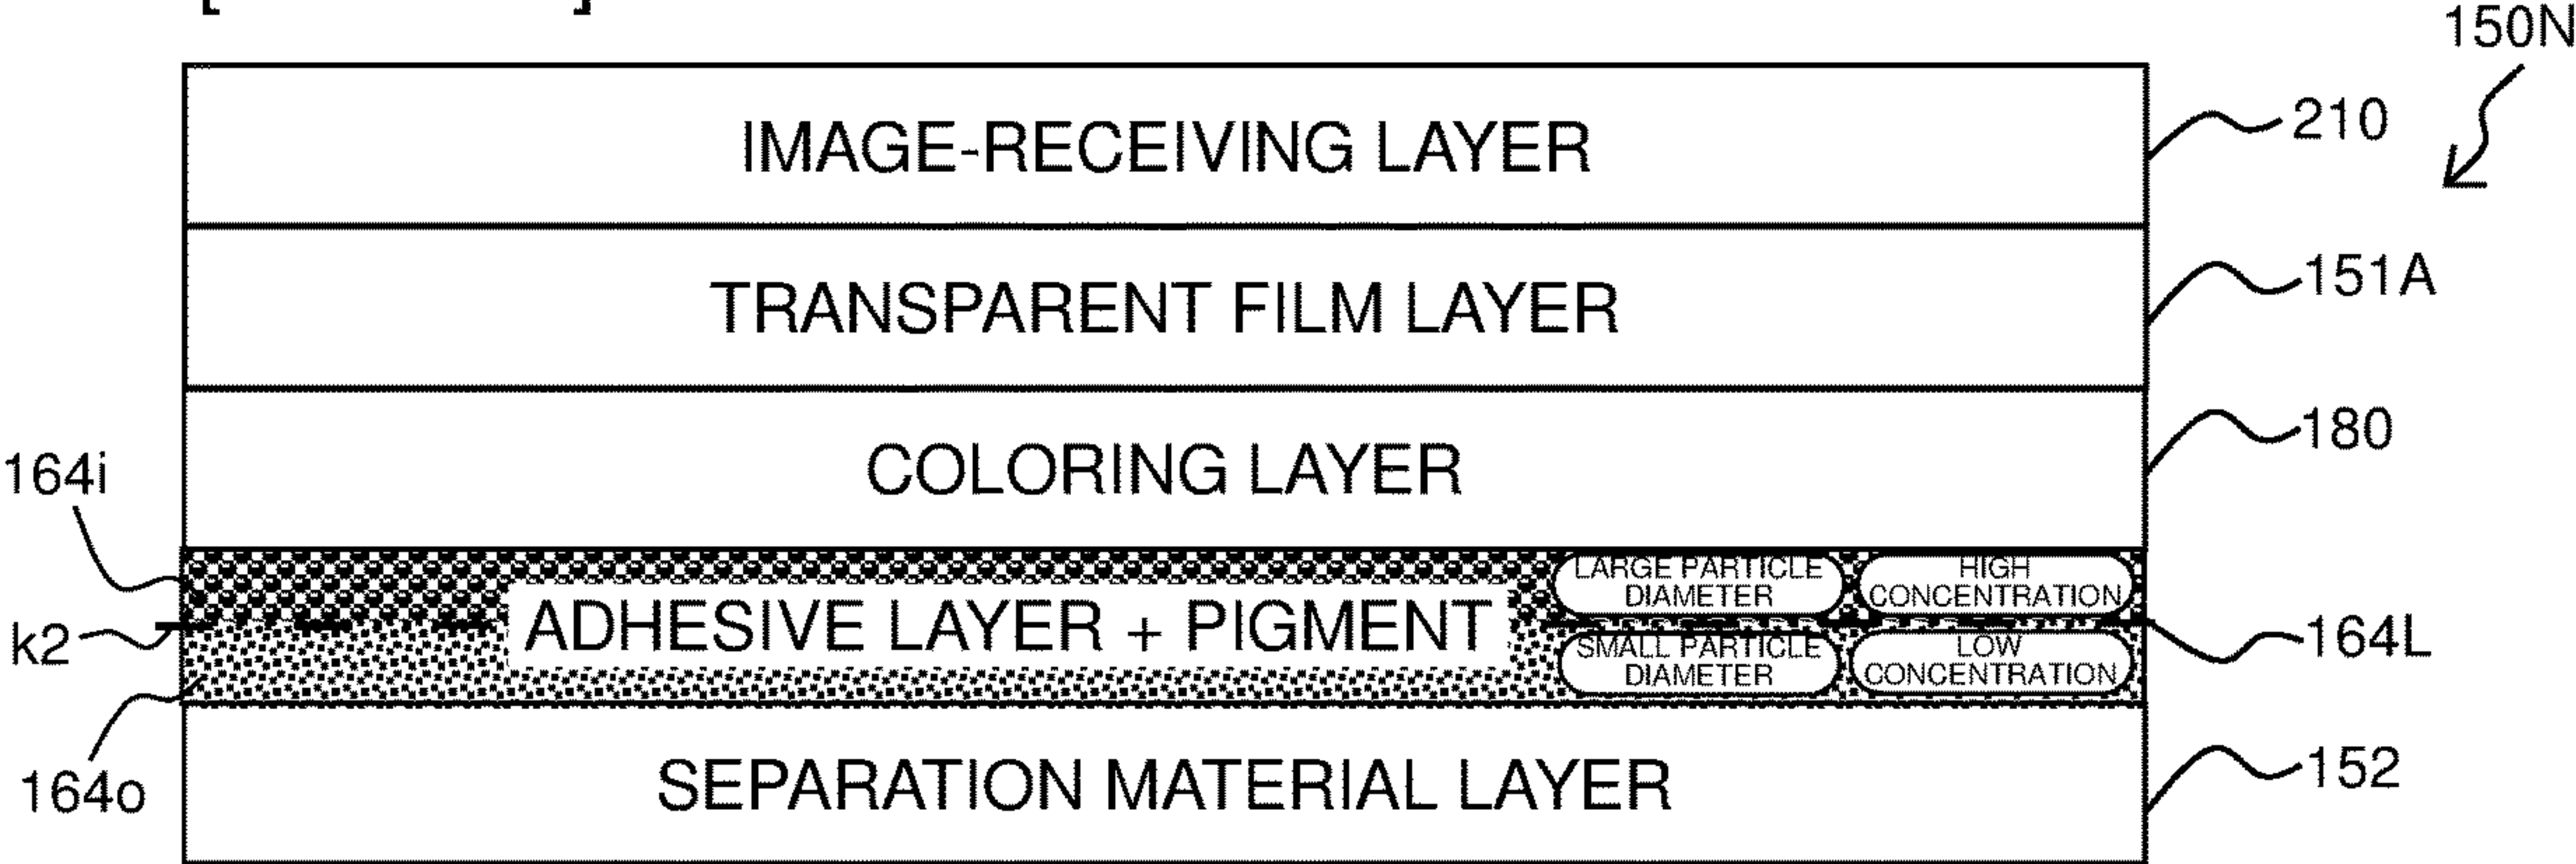 [ ]
150N
IMAGE-RECEIVING LAYER
210
TRANSPARENT FILM LAYER
151A
COLORING LAYER
180
164i
LARGE PARTICLE
DIAMETER
HIGH
CONCENTRATION
ADHESIVE LAYER + PIGMENT
k2
164L
SMALL PARTICLE
DIAMETER
LOW
CONCENTRATION
164o
SEPARATION MATERIAL LAYER
152